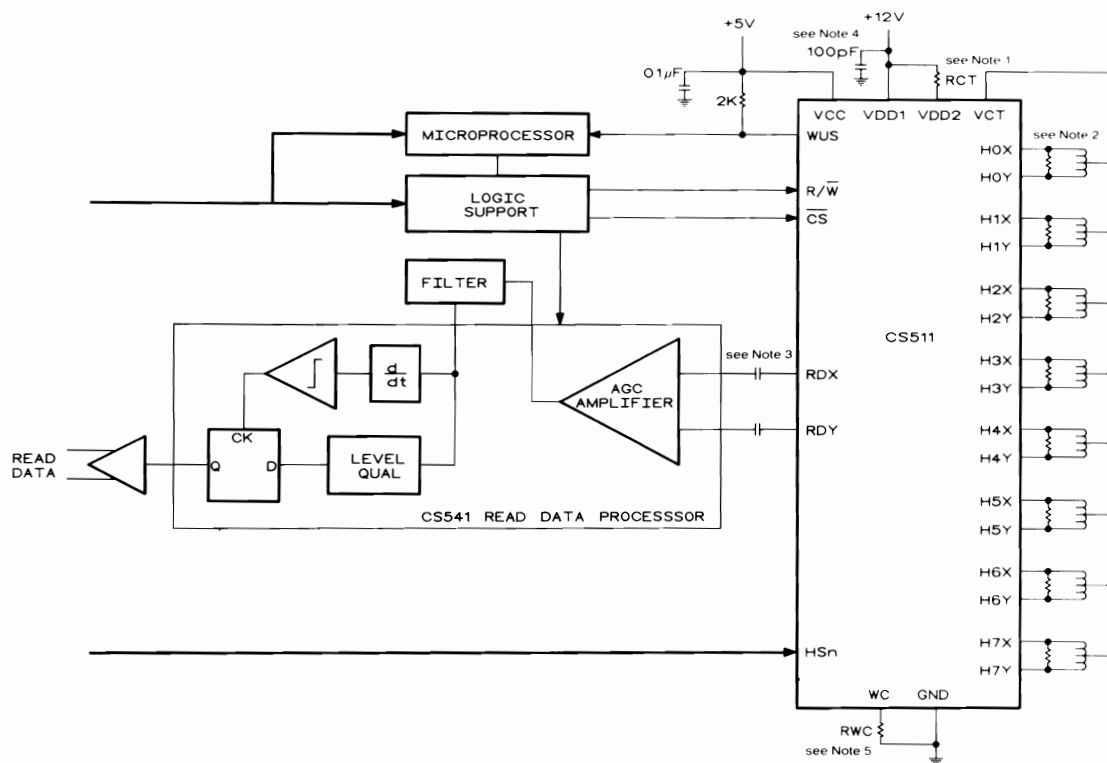 +12V
+5V
see Note 4
100pF
see Note 1
RCT
01µF
2K
VCC
VDD1
VDD2
VCT
MICROPROCESSOR
WUS
see Note 2
H0X
H0Y
LOGIC
SUPPORT
R/W̅
C̅S̅
H1X
H1Y
FILTER
H2X
H2Y
CS511
d
dt
AGC
AMPLIFIER
see Note 3
RDX
H3X
H3Y
RDY
H4X
H4Y
CK
Q
D
LEVEL
QUAL
READ
DATA
CS541 READ DATA PROCESSSOR
H5X
H5Y
H6X
H6Y
HSn
H7X
H7Y
WC
GND
RWC
see Note 5